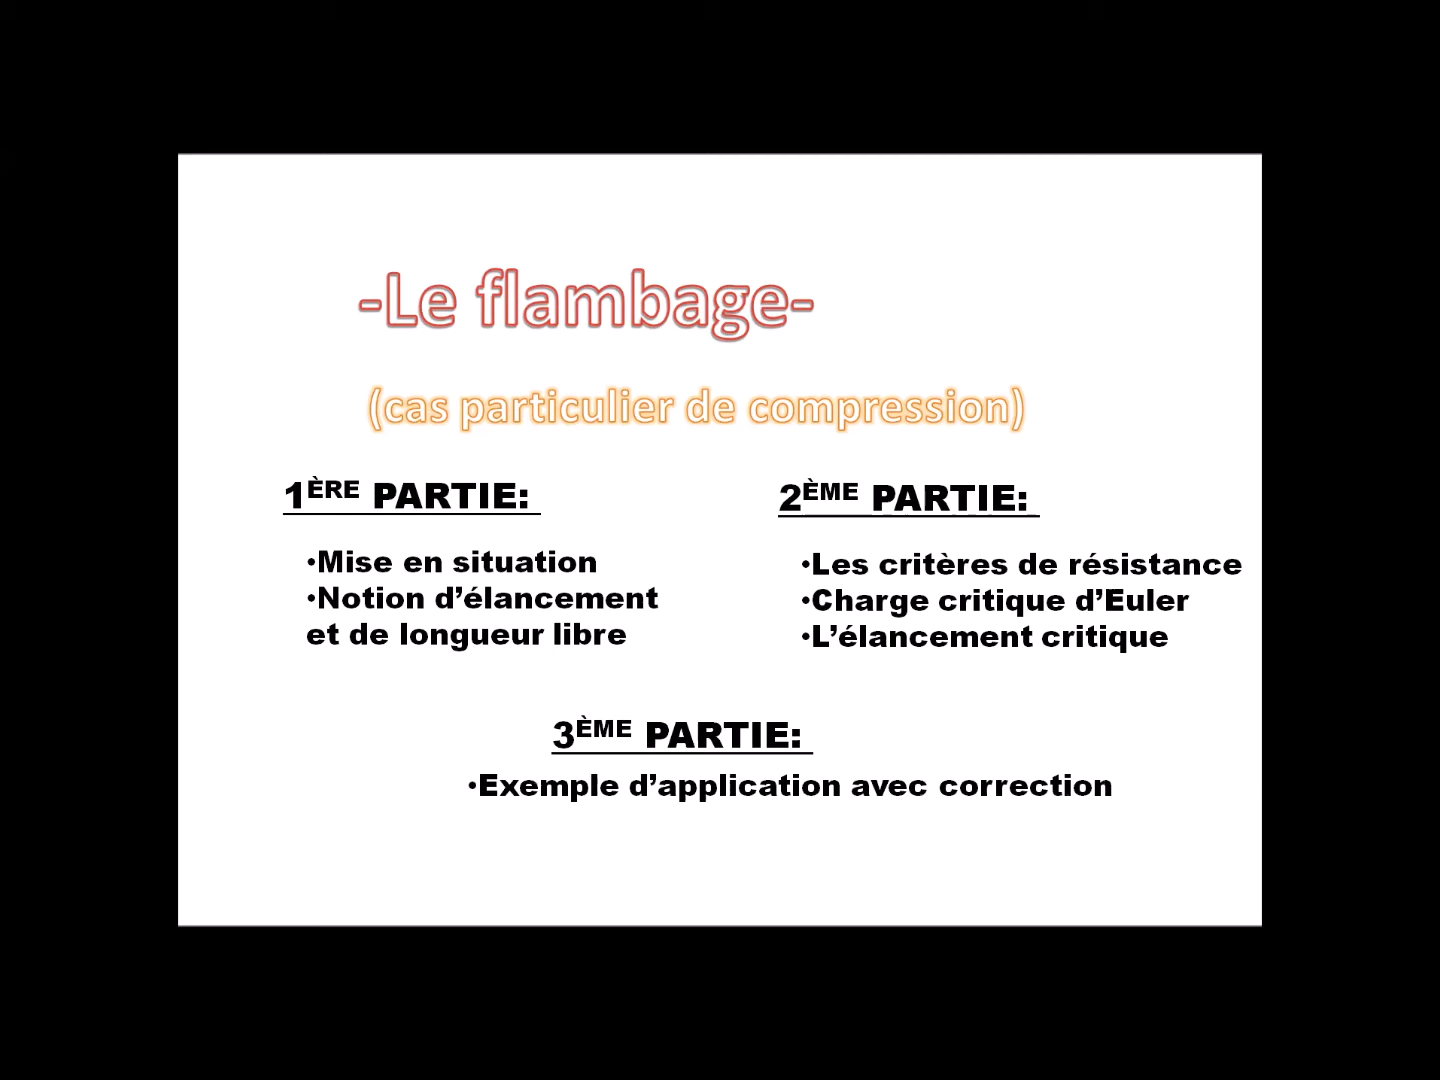 -Le flambage-
(cas particulier de compression)
1ÈRE PARTIE:
•Mise en situation
•Notion d’élancement
et de longueur libre
2ÈME PARTIE:
•Les critères de résistance
•Charge critique d’Euler
•L’élancement critique
3ÈME PARTIE:
•Exemple d’application avec correction